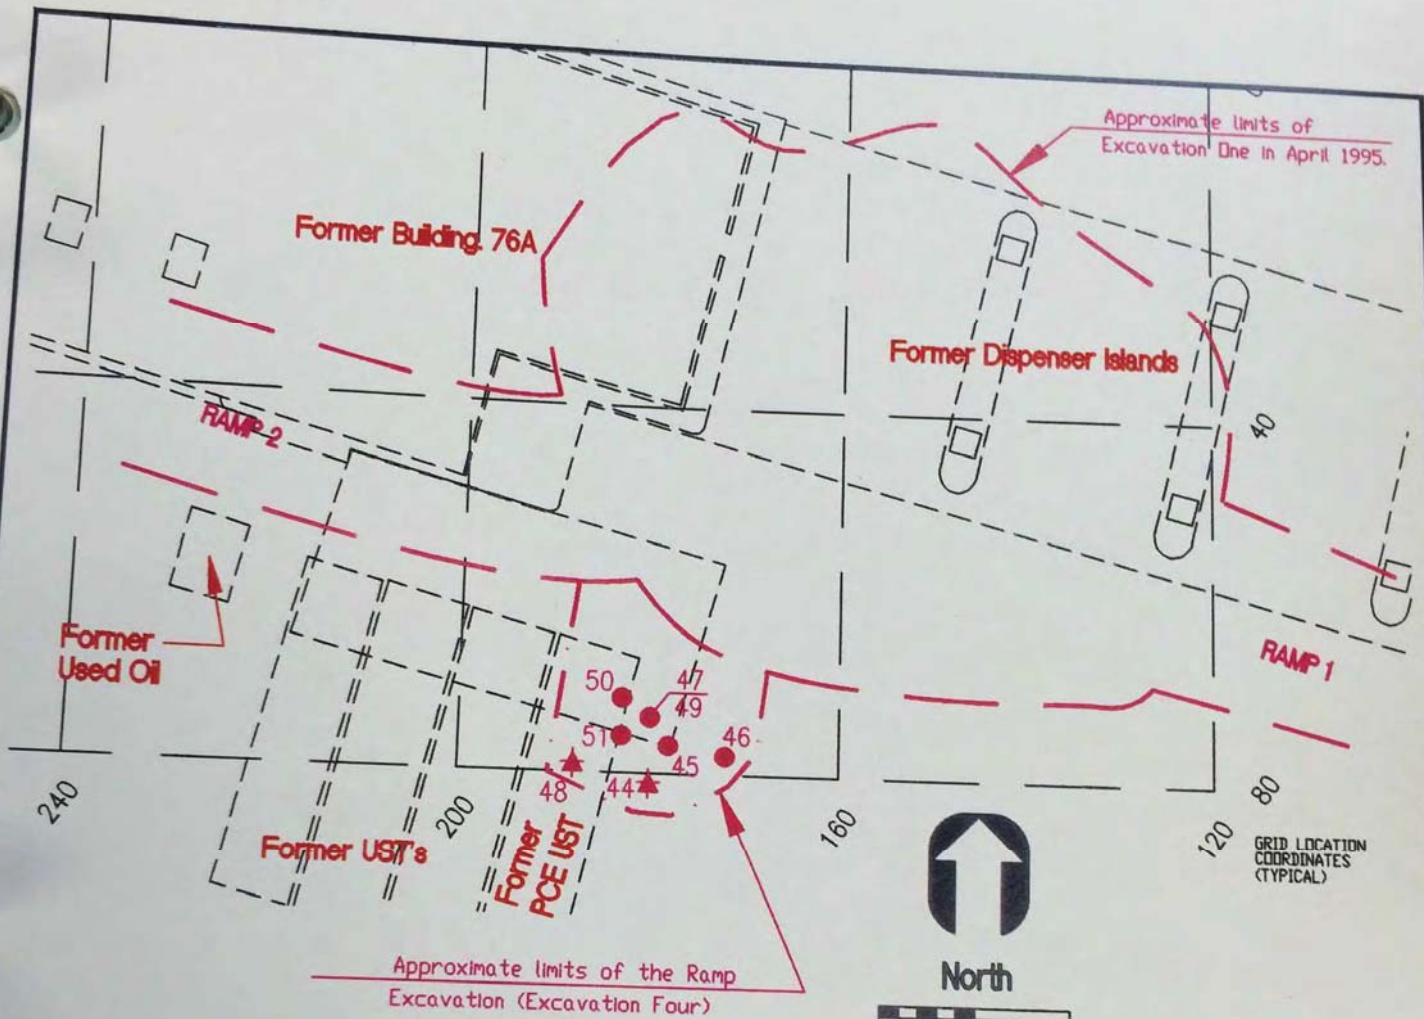 Approximate limits of
Excavation One in April 1995.
Former Building 76A
Former Dispenser Islands
RAMP 2
40
Former
Used Oil
RAMP 1
50
47
49
51
46
45
48
44
240
200
160
120
80
Former UST's
Former
PCE UST
GRID LOCATION
COORDINATES
(TYPICAL)
Approximate limits of the Ramp
Excavation (Excavation Four)
North